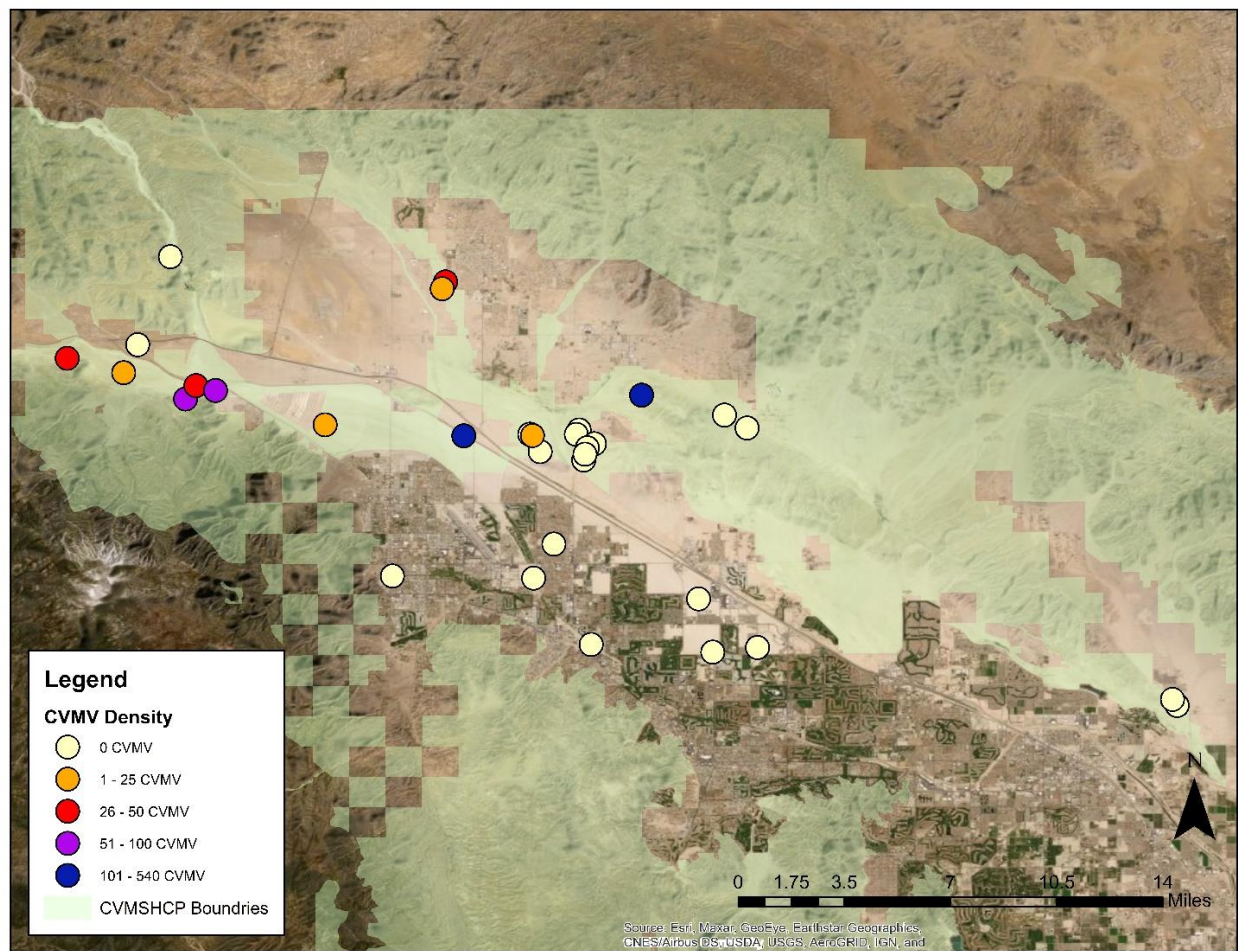 Legend
CVMV Density
0 CVMV
1 - 25 CVMV
26 - 50 CVMV
51 - 100 CVMV
101 - 540 CVMV
CVMSHCP Boundries
N
0 1.75 3.5 7 10.5 14
Miles
Source: Esri, Maxar, GeoEye, Earthstar Geographics,
CNES/Airbus DS, USDA, USGS, AeroGRID, IGN, and